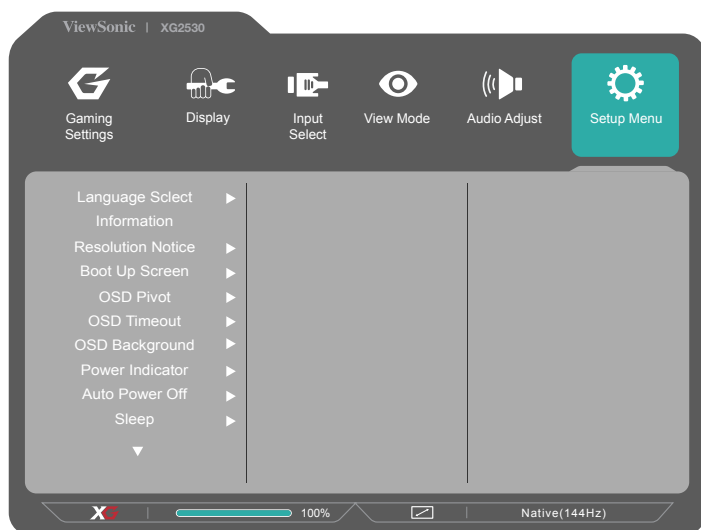 ViewSonic | XG2530
Gaming
Settings
Display
Input
Select
View Mode
Audio Adjust
Setup Menu
Language Sclect
Information
Resolution Notice
Boot Up Screen
OSD Pivot
OSD Timeout
OSD Background
Power Indicator
Auto Power Off
Sleep
XG | 100% | Native(144Hz)